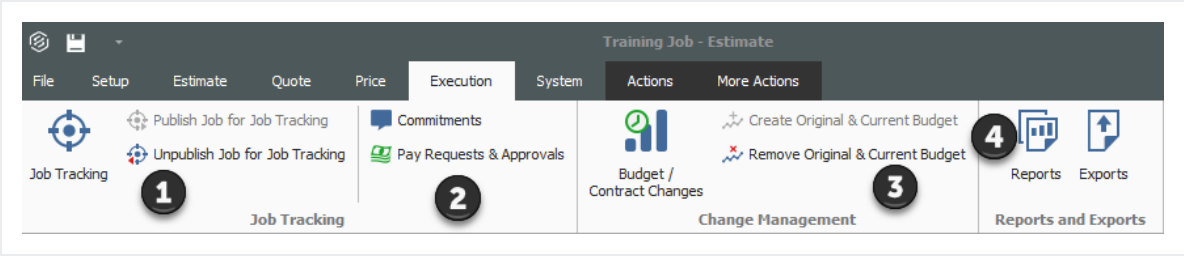 Training Job - Estimate
File Setup Estimate Quote Price Execution System Actions More Actions
Job Tracking
Publish Job for Job Tracking
Unpublish Job for Job Tracking
1
Commitments
Pay Requests & Approvals
2
Job Tracking
Budget /
Contract Changes
Create Original & Current Budget
Remove Original & Current Budget
3
Change Management
4
Reports
Exports
Reports and Exports